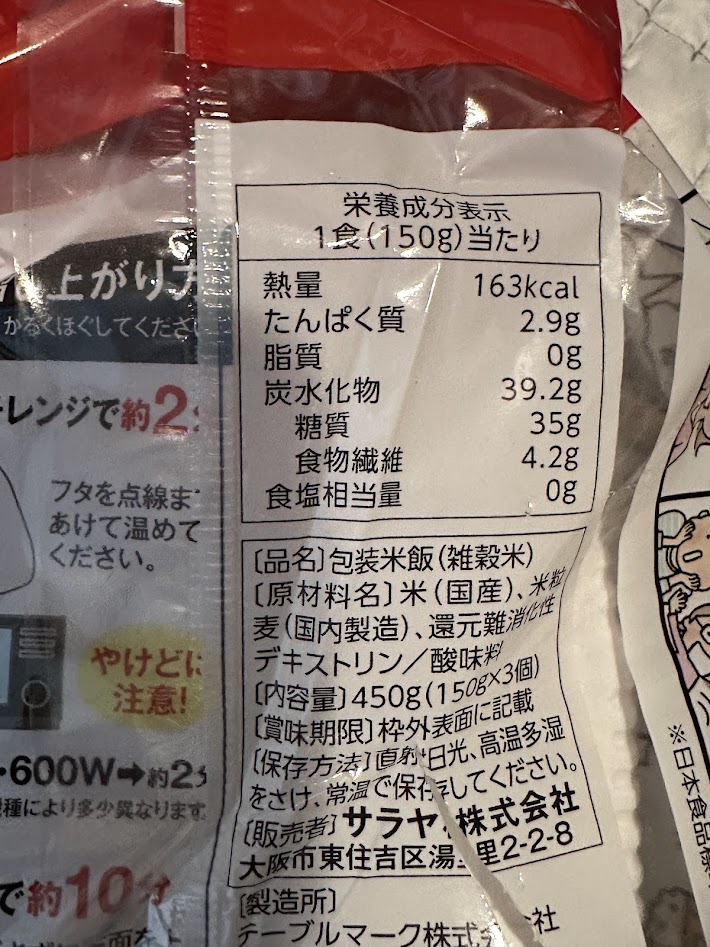 上がり方
かるくほぐしてくださ
レンジで約2
フタを点線ま
あけて温めて
ください。
やけどに
注意!
600W➡約2
機種により多少異なります
で約10分
栄養成分表示
1食(150g)当たり
熱量 163kcal
たんぱく質 2.9g
脂質 0g
炭水化物 39.2g
糖質 35g
食物繊維 4.2g
食塩相当量 0g
〔品名〕包装米飯(雑穀米)
〔原材料名〕米(国産)、米粒
麦(国内製造)、還元難消化性
デキストリン/酸味料
〔内容量〕450g(150g×3個)
〔賞味期限〕枠外表面に記載
〔保存方法〕直射日光、高温多湿
をさけ、常温で保存してください。
〔販売者〕サラヤ株式会社
大阪市東住吉区湯里2-2-8
〔製造所〕
テーブルマーク株式会社
※日本食品標